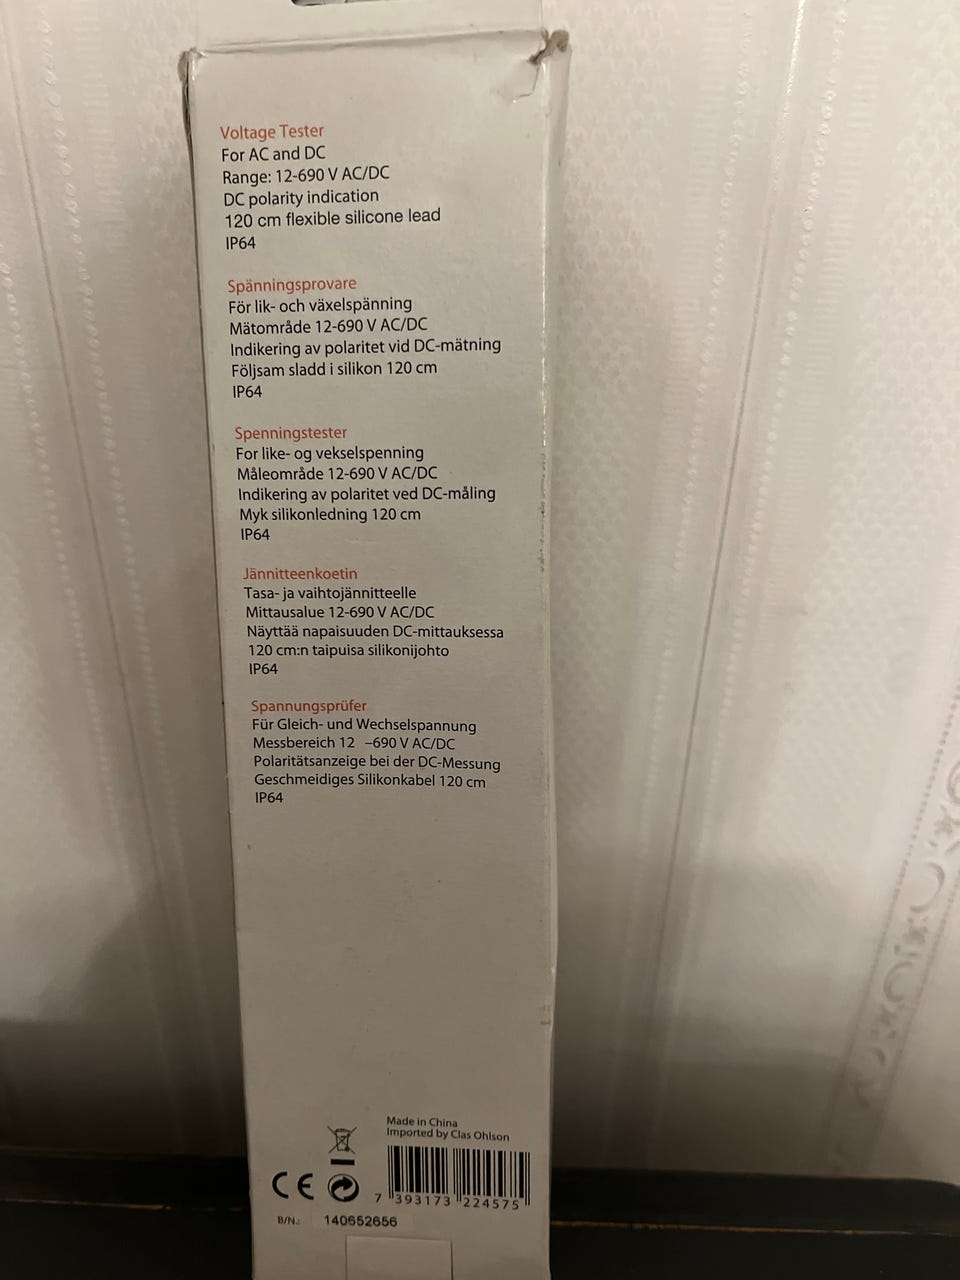 Voltage Tester
For AC and DC
Range: 12-690 V AC/DC
DC polarity indication
120 cm flexible silicone lead
IP64
Spänningsprovare
För lik- och växelspänning
Mätområde 12-690 V AC/DC
Indikering av polaritet vid DC-mätning
Följsam sladd i silikon 120 cm
IP64
Spenningstester
For like- og vekselspenning
Måleområde 12-690 V AC/DC
Indikering av polaritet ved DC-måling
Myk silikonledning 120 cm
IP64
Jännitteenkoetin
Tasa- ja vaihtojännitteelle
Mittausalue 12-690 V AC/DC
Näyttää napaisuuden DC-mittauksessa
120 cm:n taipuisa silikonijohto
IP64
Spannungsprüfer
Für Gleich- und Wechselspannung
Messbereich 12 –690 V AC/DC
Polaritätsanzeige bei der DC-Messung
Geschmeidiges Silikonkabel 120 cm
IP64
Made in China
Imported by Clas Ohlson
CE
7 393173 224575
B/N.: 140652656